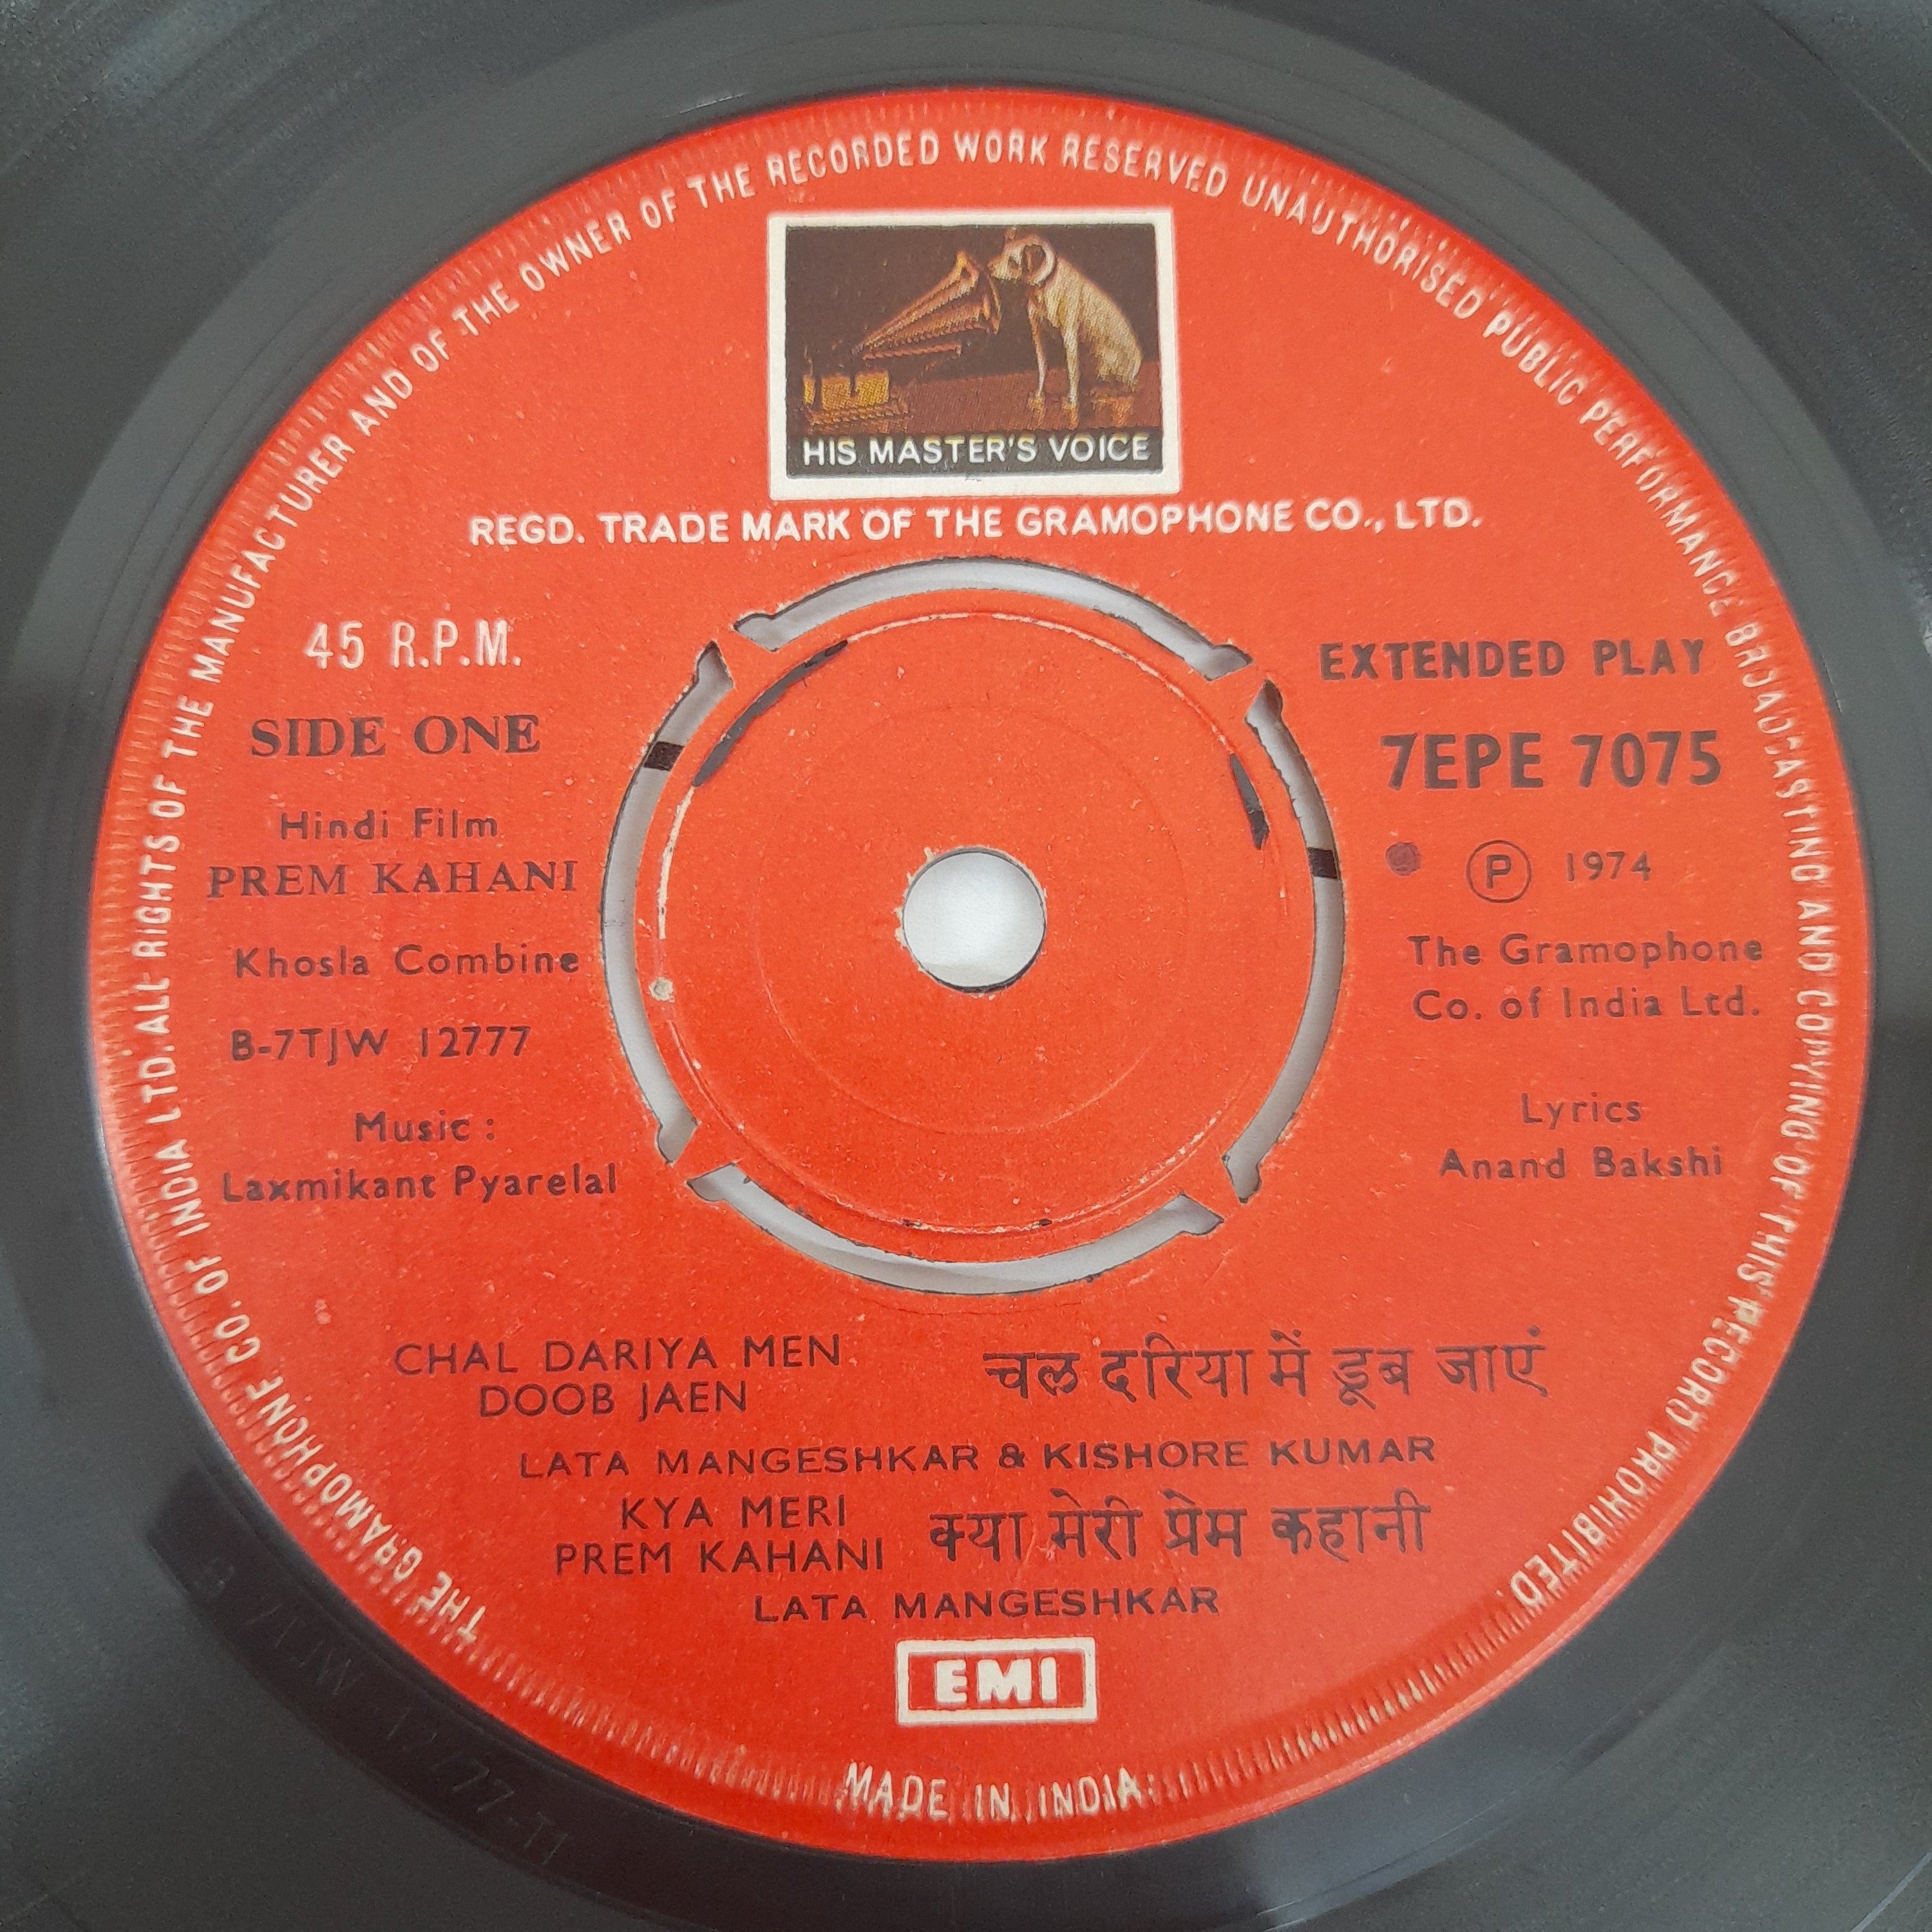 THE GRAMOPHONE CO. OF INDIA LTD. ALL RIGHTS OF THE MANUFACTURER AND OF THE OWNER OF THE RECORDED WORK RESERVED UNAUTHORISED PUBLIC PERFORMANCE BROADCASTING AND COPYING OF THIS RECORD PROHIBITED.
HIS MASTER'S VOICE
REGD. TRADE MARK OF THE GRAMOPHONE CO., LTD.
45 R.P.M.
SIDE ONE
Hindi Film
PREM KAHANI
Khosla Combine
B-7TJW 12777
Music :
Laxmikant Pyarelal
EXTENDED PLAY
7EPE 7075
Ⓟ 1974
The Gramophone
Co. of India Ltd.
Lyrics
Anand Bakshi
CHAL DARIYA MEN
DOOB JAEN
चल दरिया में डूब जाएं
LATA MANGESHKAR & KISHORE KUMAR
KYA MERI
PREM KAHANI
क्या मेरी प्रेम कहानी
LATA MANGESHKAR
EMI
MADE IN INDIA
B 7TJW 12777-T1